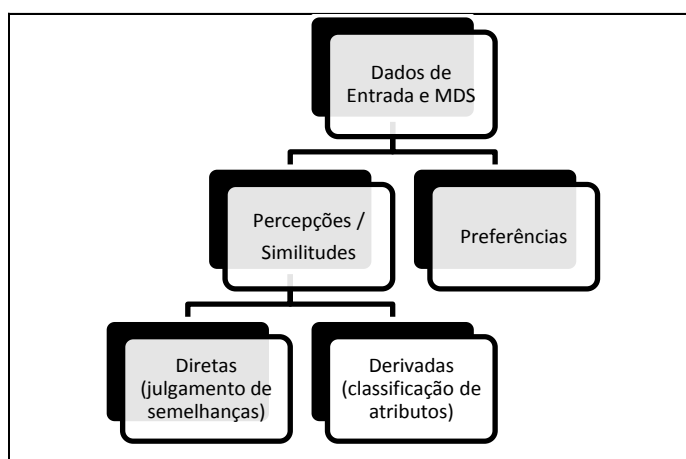 Dados de
Entrada e MDS
Percepções /
Similitudes
Preferências
Diretas
(julgamento de
semelhanças)
Derivadas
(classificação de
atributos)